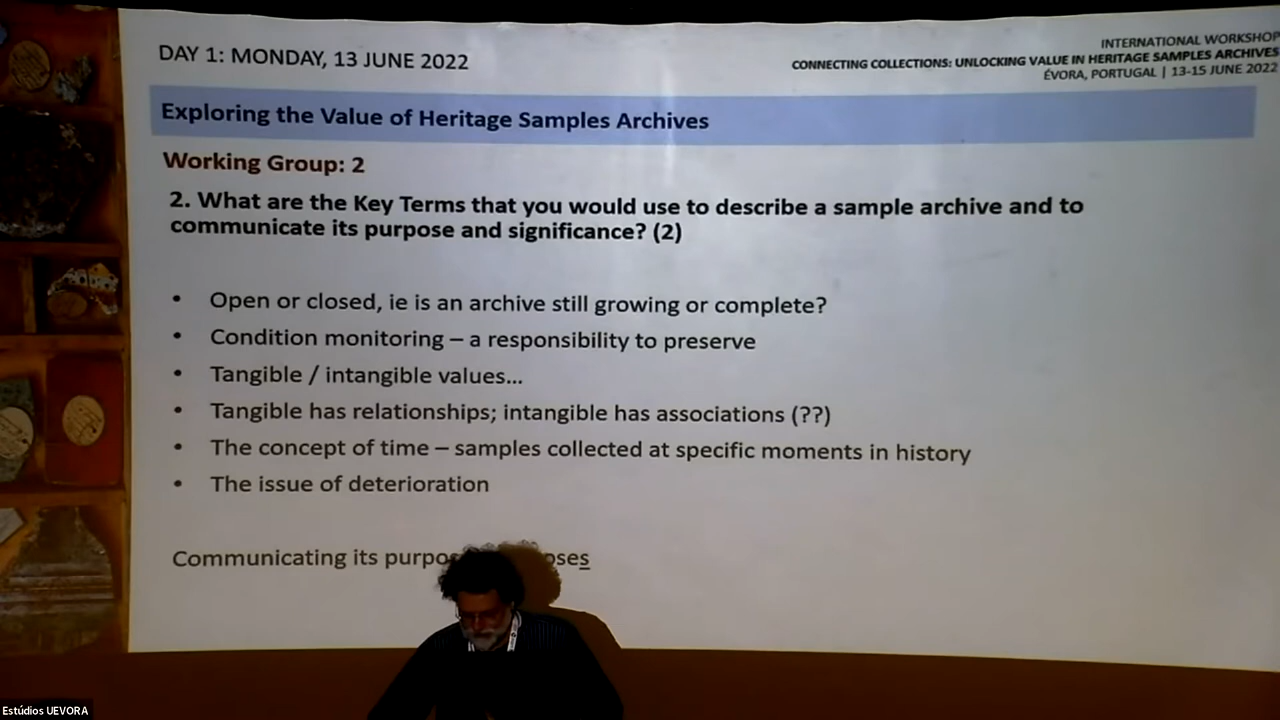 DAY 1: MONDAY, 13 JUNE 2022
INTERNATIONAL WORKSHOP
CONNECTING COLLECTIONS: UNLOCKING VALUE IN HERITAGE SAMPLES ARCHIVES
ÉVORA, PORTUGAL | 13-15 JUNE 2022
Exploring the Value of Heritage Samples Archives
Working Group: 2
2. What are the Key Terms that you would use to describe a sample archive and to
communicate its purpose and significance? (2)
• Open or closed, ie is an archive still growing or complete?
• Condition monitoring – a responsibility to preserve
• Tangible / intangible values...
• Tangible has relationships; intangible has associations (??)
• The concept of time – samples collected at specific moments in history
• The issue of deterioration
Communicating its
Estúdios UEVORA